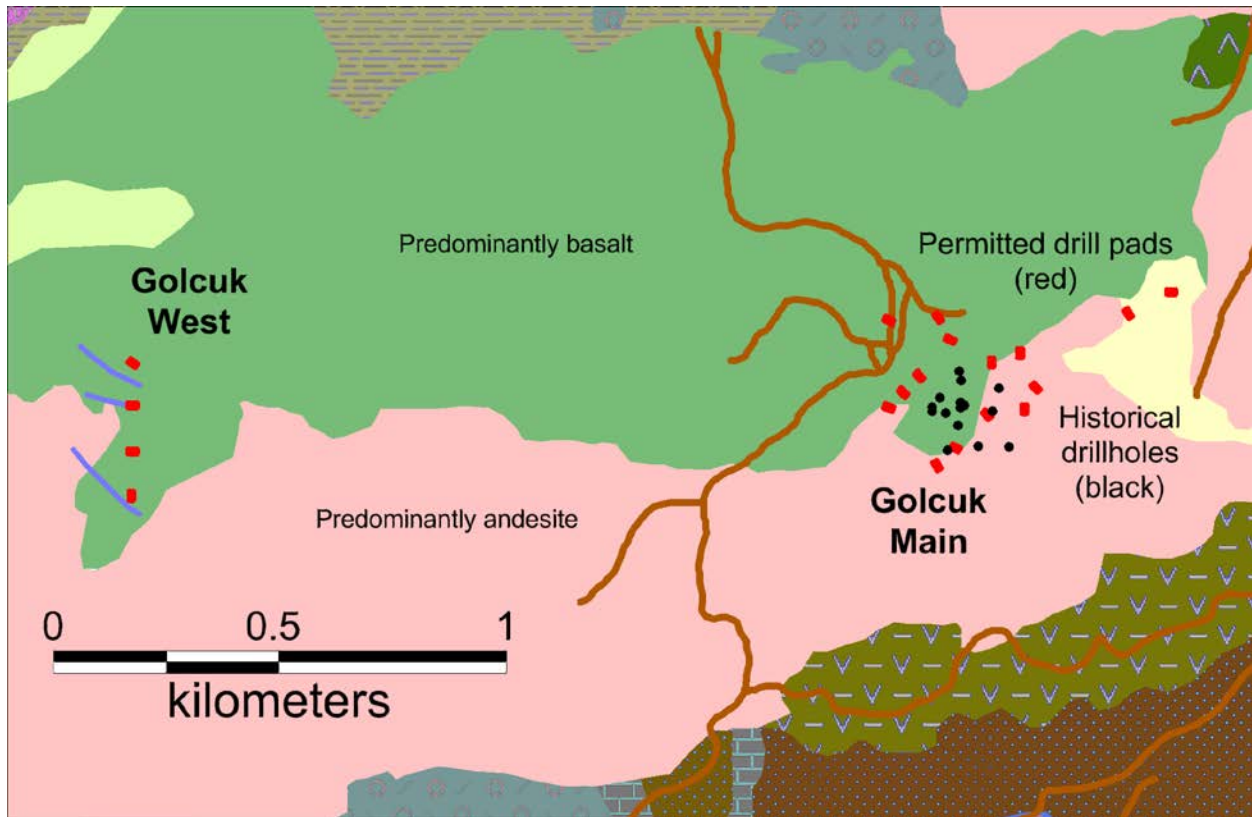 Predominantly basalt
Permitted drill pads
(red)
Golcuk
West
Historical
drillholes
(black)
Golcuk
Main
Predominantly andesite
0 0.5 1
kilometers